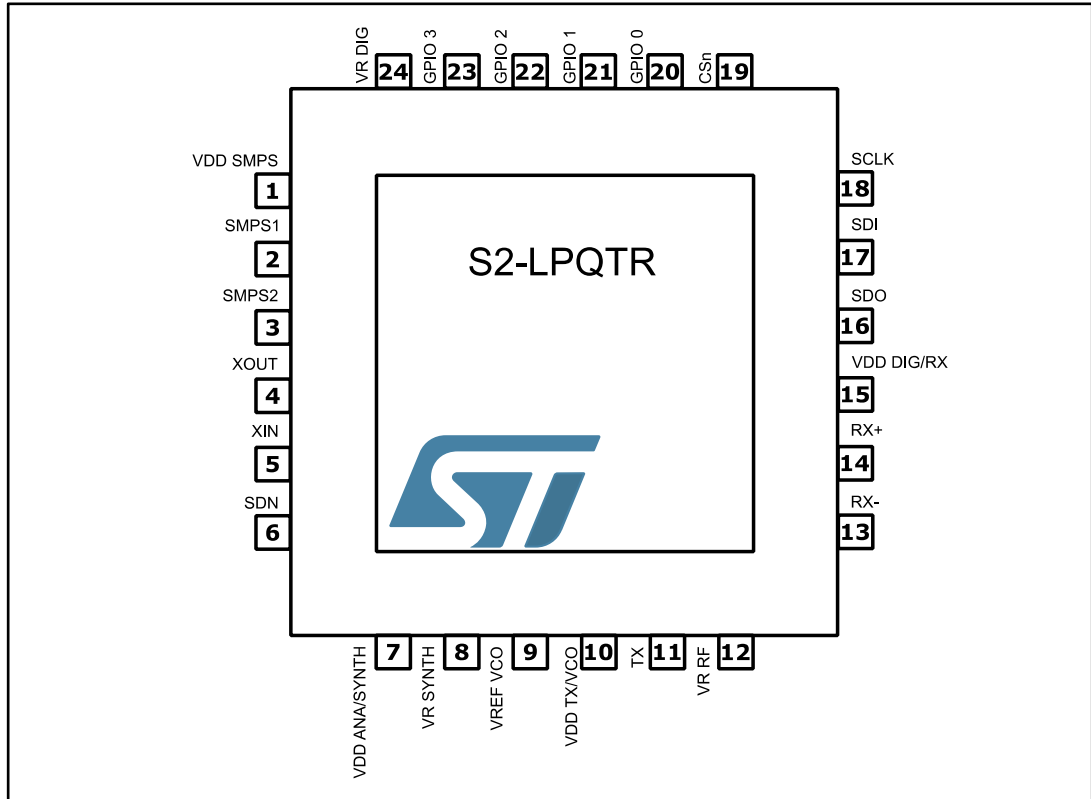 VR DIG
GPIO 3
GPIO 2
GPIO 1
GPIO 0
CSn
24
23
22
21
20
19
VDD SMPS
1
SMPS1
2
SMPS2
3
XOUT
4
XIN
5
SDN
6
S2-LPQTR
ST
SCLK
18
SDI
17
SDO
16
VDD DIG/RX
15
RX+
14
RX-
13
7
8
9
10
11
12
VDD ANA/SYNTH
VR SYNTH
VREF VCO
VDD TX/VCO
TX
VR RF